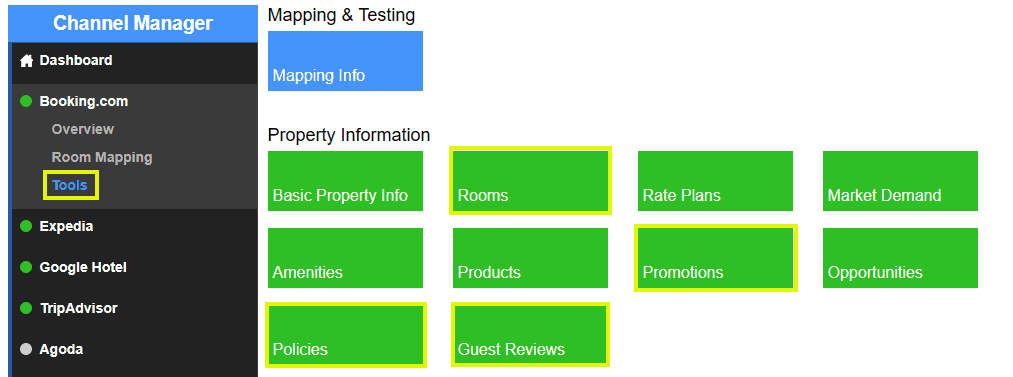 Channel Manager
Dashboard
Booking.com
Overview
Room Mapping
Tools
Expedia
Google Hotel
TripAdvisor
Agoda
Mapping & Testing
Mapping Info
Property Information
Basic Property Info
Rooms
Rate Plans
Market Demand
Amenities
Products
Promotions
Opportunities
Policies
Guest Reviews